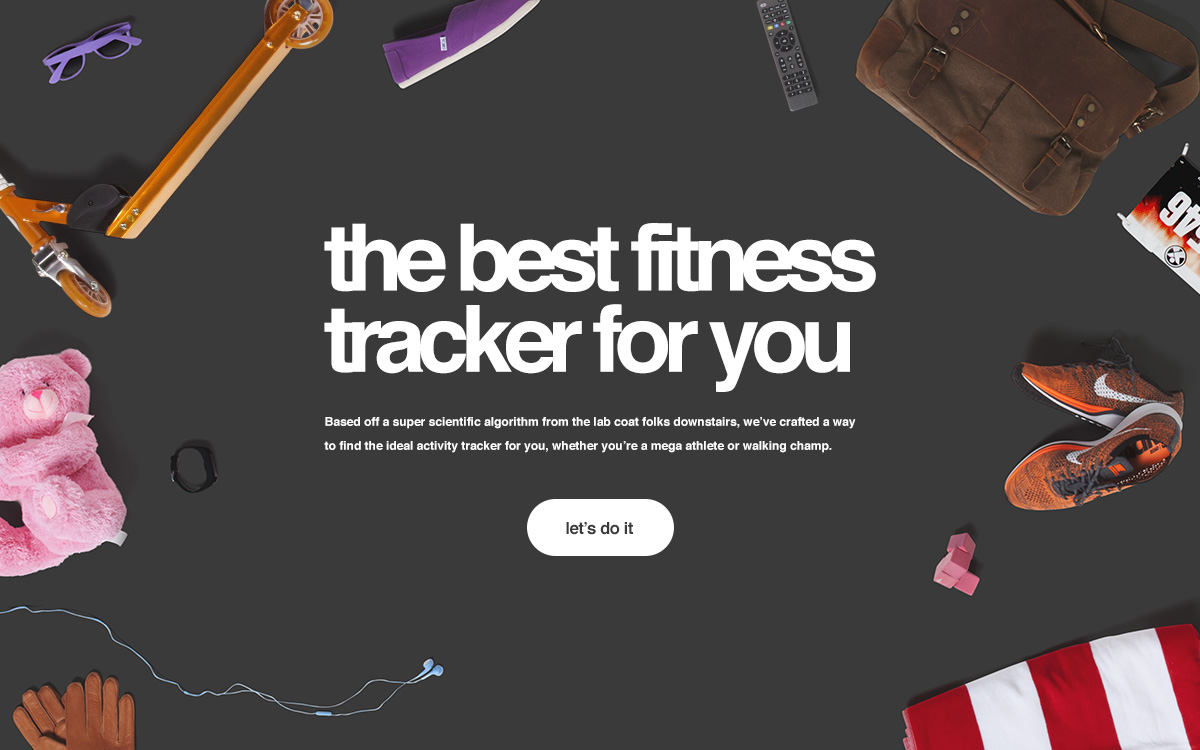 the best fitness
tracker for you
Based off a super scientific algorithm from the lab coat folks downstairs, we’ve crafted a way
to find the ideal activity tracker for you, whether you’re a mega athlete or walking champ.
let’s do it